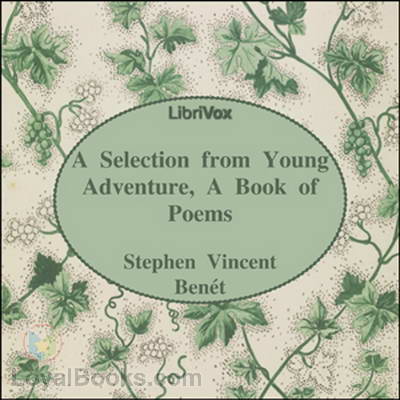 LibriVox
A Selection from Young
Adventure, A Book of
Poems
Stephen Vincent
Benét
LoyalBooks.com